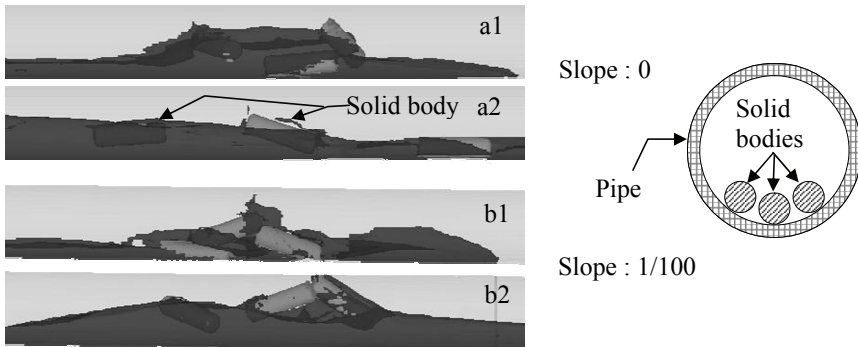 a1
Solid body
a2
b1
b2
Slope : 0
Solid
bodies
Pipe
Slope : 1/100